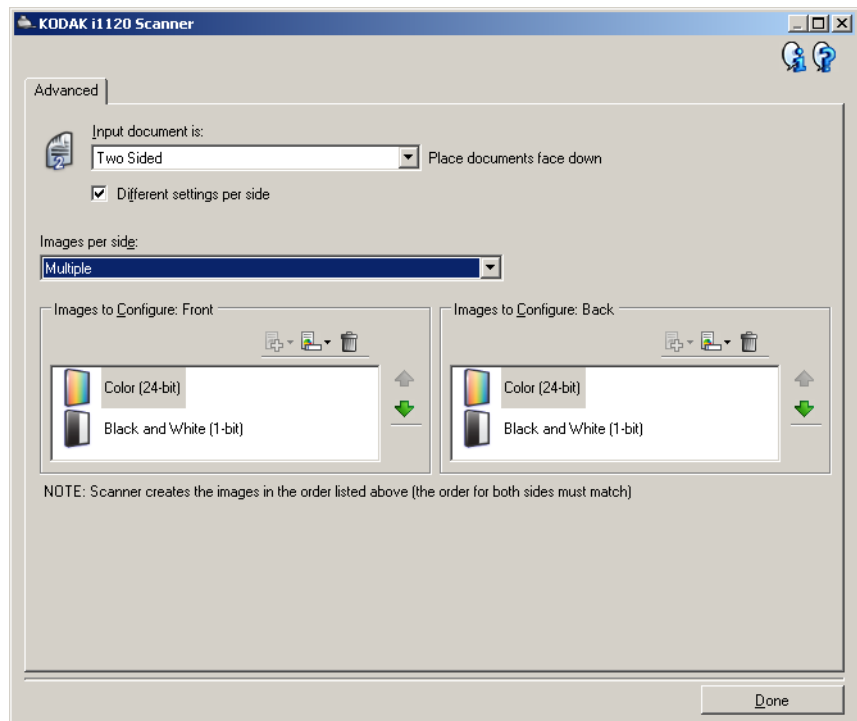 KODAK i1120 Scanner
Advanced
Input document is:
Two Sided
Place documents face down
Different settings per side
Images per side:
Multiple
Images to Configure: Front
Color (24-bit)
Black and White (1-bit)
Images to Configure: Back
Color (24-bit)
Black and White (1-bit)
NOTE: Scanner creates the images in the order listed above (the order for both sides must match)
Done